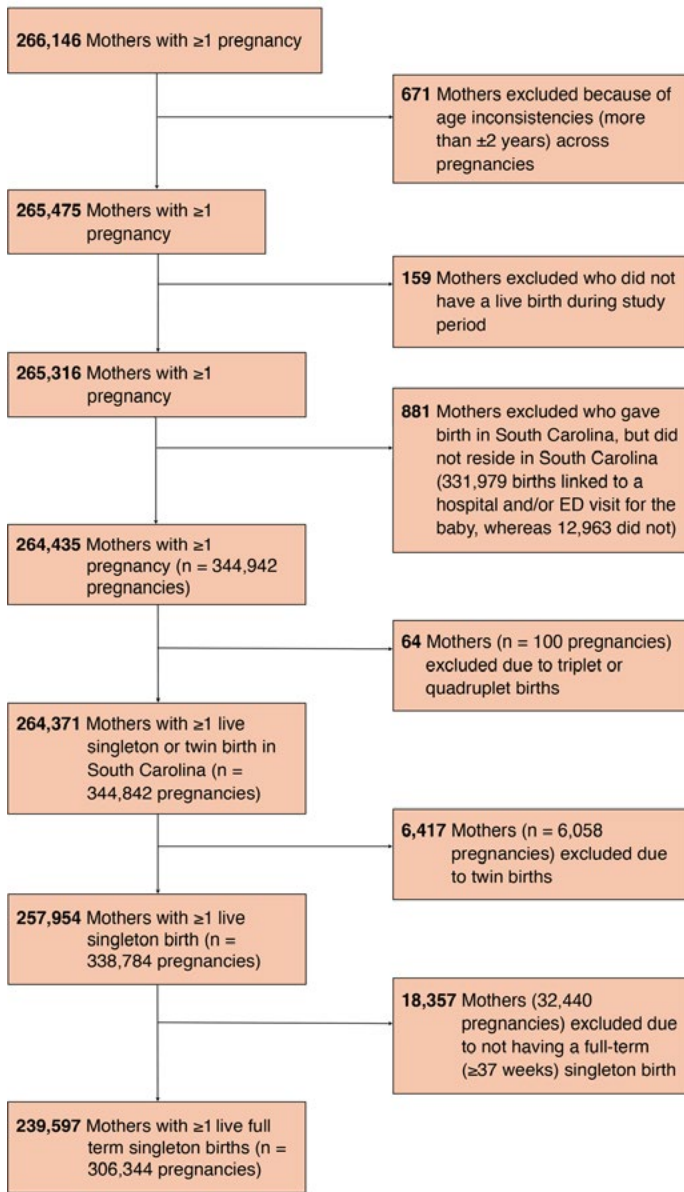 266,146 Mothers with ≥1 pregnancy
671 Mothers excluded because of
age inconsistencies (more
than ±2 years) across
pregnancies
265,475 Mothers with ≥1
pregnancy
159 Mothers excluded who did not
have a live birth during study
period
265,316 Mothers with ≥1
pregnancy
881 Mothers excluded who gave
birth in South Carolina, but did
not reside in South Carolina
(331,979 births linked to a
hospital and/or ED visit for the
baby, whereas 12,963 did not)
264,435 Mothers with ≥1
pregnancy (n = 344,942
pregnancies)
64 Mothers (n = 100 pregnancies)
excluded due to triplet or
quadruplet births
264,371 Mothers with ≥1 live
singleton or twin birth in
South Carolina (n =
344,842 pregnancies)
6,417 Mothers (n = 6,058
pregnancies) excluded due
to twin births
257,954 Mothers with ≥1 live
singleton birth (n =
338,784 pregnancies)
18,357 Mothers (32,440
pregnancies) excluded due
to not having a full-term
(≥37 weeks) singleton birth
239,597 Mothers with ≥1 live full
term singleton births (n =
306,344 pregnancies)